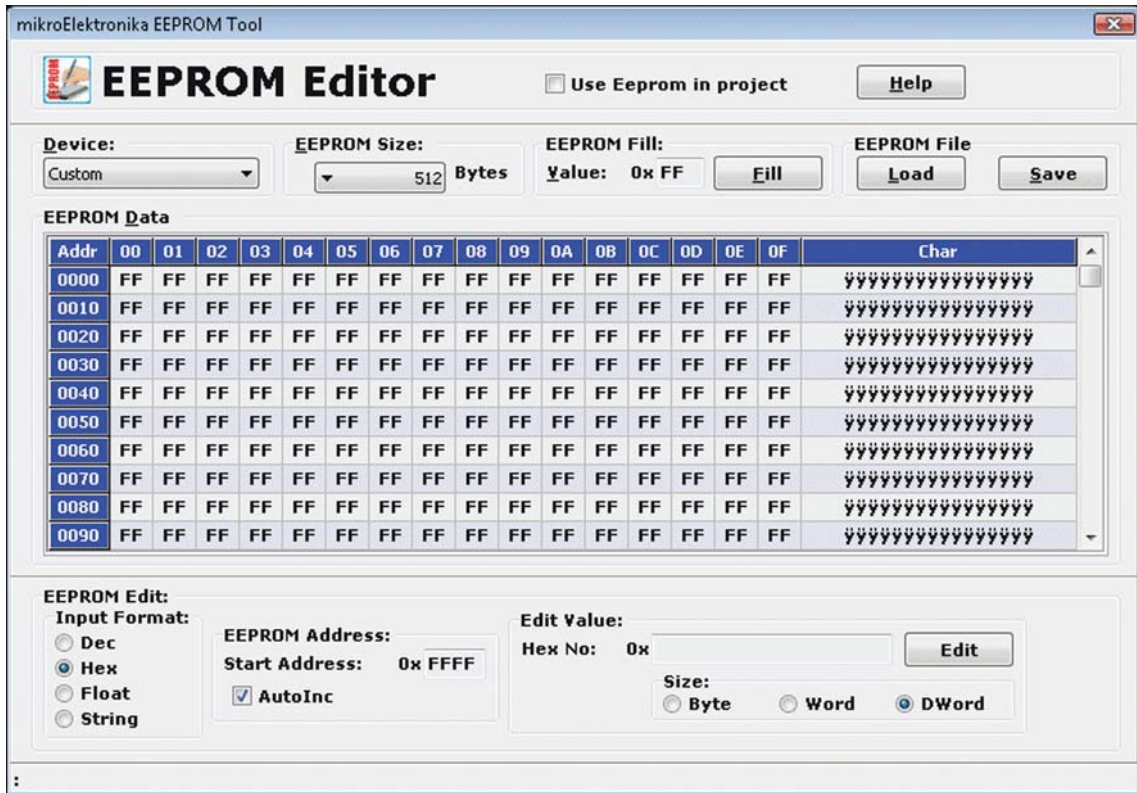 mikroElektronika EEPROM Tool
EEPROM
EEPROM Editor
Use Eeprom in project
Help
Device:
EEPROM Size:
EEPROM Fill:
EEPROM File
Custom
512 Bytes
Value: 0x FF
Fill
Load
Save
EEPROM Data
Addr 00 01 02 03 04 05 06 07 08 09 0A 0B 0C 0D 0E 0F Char
0000 FF FF FF FF FF FF FF FF FF FF FF FF FF FF FF FF ÿÿÿÿÿÿÿÿÿÿÿÿÿÿÿÿ
0010 FF FF FF FF FF FF FF FF FF FF FF FF FF FF FF FF ÿÿÿÿÿÿÿÿÿÿÿÿÿÿÿÿ
0020 FF FF FF FF FF FF FF FF FF FF FF FF FF FF FF FF ÿÿÿÿÿÿÿÿÿÿÿÿÿÿÿÿ
0030 FF FF FF FF FF FF FF FF FF FF FF FF FF FF FF FF ÿÿÿÿÿÿÿÿÿÿÿÿÿÿÿÿ
0040 FF FF FF FF FF FF FF FF FF FF FF FF FF FF FF FF ÿÿÿÿÿÿÿÿÿÿÿÿÿÿÿÿ
0050 FF FF FF FF FF FF FF FF FF FF FF FF FF FF FF FF ÿÿÿÿÿÿÿÿÿÿÿÿÿÿÿÿ
0060 FF FF FF FF FF FF FF FF FF FF FF FF FF FF FF FF ÿÿÿÿÿÿÿÿÿÿÿÿÿÿÿÿ
0070 FF FF FF FF FF FF FF FF FF FF FF FF FF FF FF FF ÿÿÿÿÿÿÿÿÿÿÿÿÿÿÿÿ
0080 FF FF FF FF FF FF FF FF FF FF FF FF FF FF FF FF ÿÿÿÿÿÿÿÿÿÿÿÿÿÿÿÿ
0090 FF FF FF FF FF FF FF FF FF FF FF FF FF FF FF FF ÿÿÿÿÿÿÿÿÿÿÿÿÿÿÿÿ
EEPROM Edit:
Input Format:
Dec
Hex
Float
String
EEPROM Address:
Start Address: 0x FFFF
AutoInc
Edit Value:
Hex No: 0x
Edit
Size:
Byte
Word
DWord
: